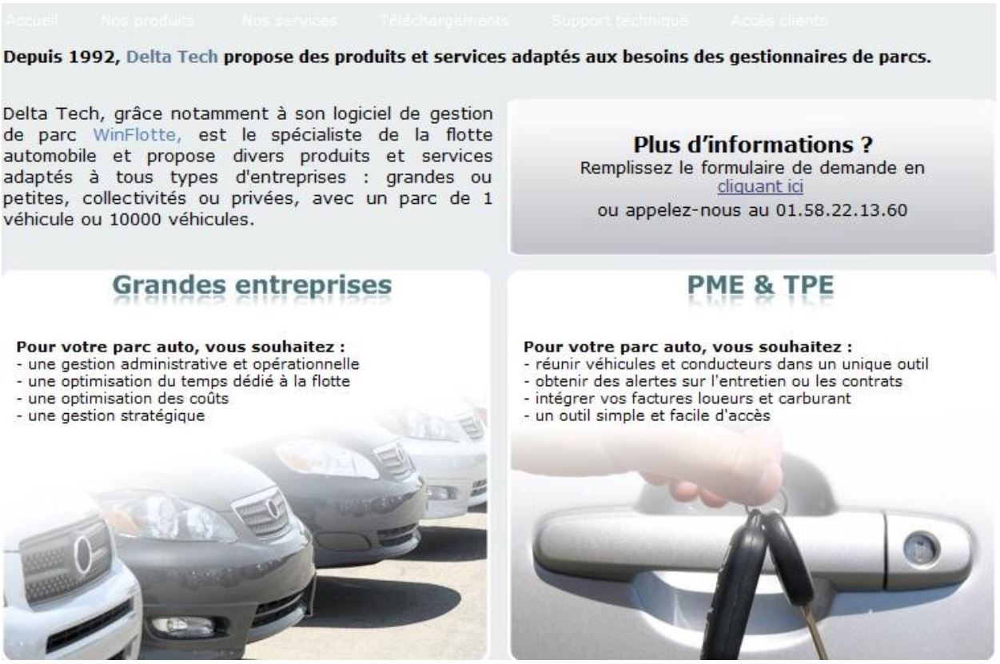 Accueil Nos produits Nos services Téléchargements Support technique Accès clients
Depuis 1992, Delta Tech propose des produits et services adaptés aux besoins des gestionnaires de parcs.
Delta Tech, grâce notamment à son logiciel de gestion
de parc WinFlotte, est le spécialiste de la flotte
automobile et propose divers produits et services
adaptés à tous types d'entreprises : grandes ou
petites, collectivités ou privées, avec un parc de 1
véhicule ou 10000 véhicules.
Plus d’informations ?
Remplissez le formulaire de demande en
cliquant ici
ou appelez-nous au 01.58.22.13.60
Grandes entreprises
Pour votre parc auto, vous souhaitez :
- une gestion administrative et opérationnelle
- une optimisation du temps dédié à la flotte
- une optimisation des coûts
- une gestion stratégique
PME & TPE
Pour votre parc auto, vous souhaitez :
- réunir véhicules et conducteurs dans un unique outil
- obtenir des alertes sur l'entretien ou les contrats
- intégrer vos factures loueurs et carburant
- un outil simple et facile d'accès